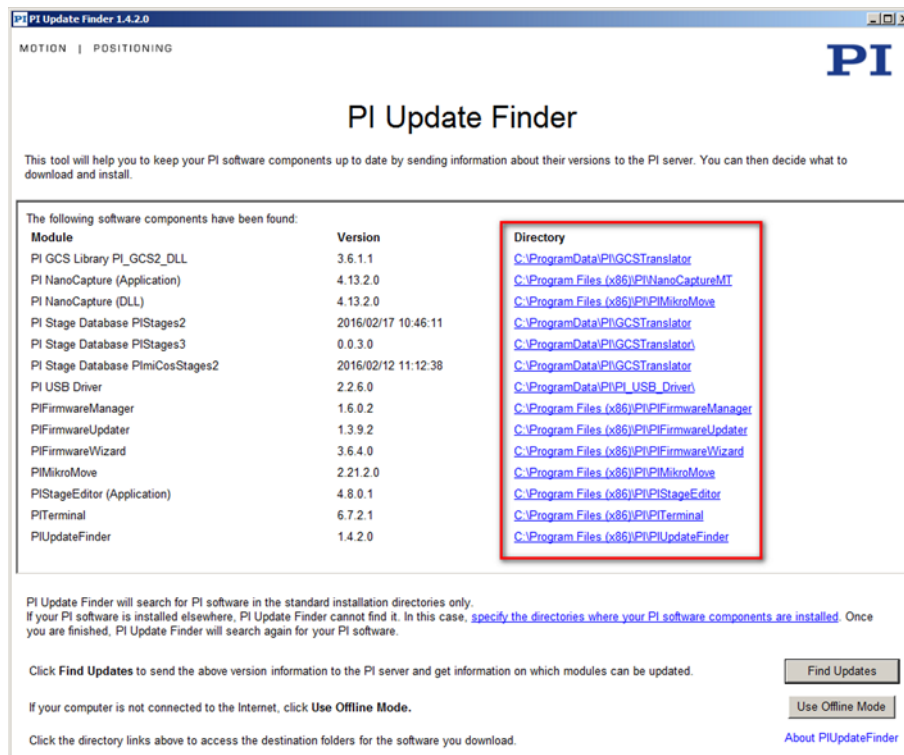 PI PI Update Finder 1.4.2.0
MOTION | POSITIONING
PI
PI Update Finder
This tool will help you to keep your PI software components up to date by sending information about their versions to the PI server. You can then decide what to
download and install.
The following software components have been found:
Module Version Directory
PI GCS Library PI_GCS2_DLL 3.6.1.1 C:\ProgramData\PI\GCSTranslator
PI NanoCapture (Application) 4.13.2.0 C:\Program Files (x86)\PI\NanoCaptureMT
PI NanoCapture (DLL) 4.13.2.0 C:\Program Files (x86)\PI\PIMikroMove
PI Stage Database PIStages2 2016/02/17 10:46:11 C:\ProgramData\PI\GCSTranslator
PI Stage Database PIStages3 0.0.3.0 C:\ProgramData\PI\GCSTranslator\
PI Stage Database PImiCosStages2 2016/02/12 11:12:38 C:\ProgramData\PI\GCSTranslator
PI USB Driver 2.2.6.0 C:\ProgramData\PI\PI_USB_Driver\
PIFirmwareManager 1.6.0.2 C:\Program Files (x86)\PI\PIFirmwareManager
PIFirmwareUpdater 1.3.9.2 C:\Program Files (x86)\PI\PIFirmwareUpdater
PIFirmwareWizard 3.6.4.0 C:\Program Files (x86)\PI\PIFirmwareWizard
PIMikroMove 2.21.2.0 C:\Program Files (x86)\PI\PIMikroMove
PIStageEditor (Application) 4.8.0.1 C:\Program Files (x86)\PI\PIStageEditor
PITerminal 6.7.2.1 C:\Program Files (x86)\PI\PITerminal
PIUpdateFinder 1.4.2.0 C:\Program Files (x86)\PI\PIUpdateFinder
PI Update Finder will search for PI software in the standard installation directories only.
If your PI software is installed elsewhere, PI Update Finder cannot find it. In this case, specify the directories where your PI software components are installed. Once
you are finished, PI Update Finder will search again for your PI software.
Click Find Updates to send the above version information to the PI server and get information on which modules can be updated. Find Updates
If your computer is not connected to the Internet, click Use Offline Mode. Use Offline Mode
Click the directory links above to access the destination folders for the software you download. About PIUpdateFinder